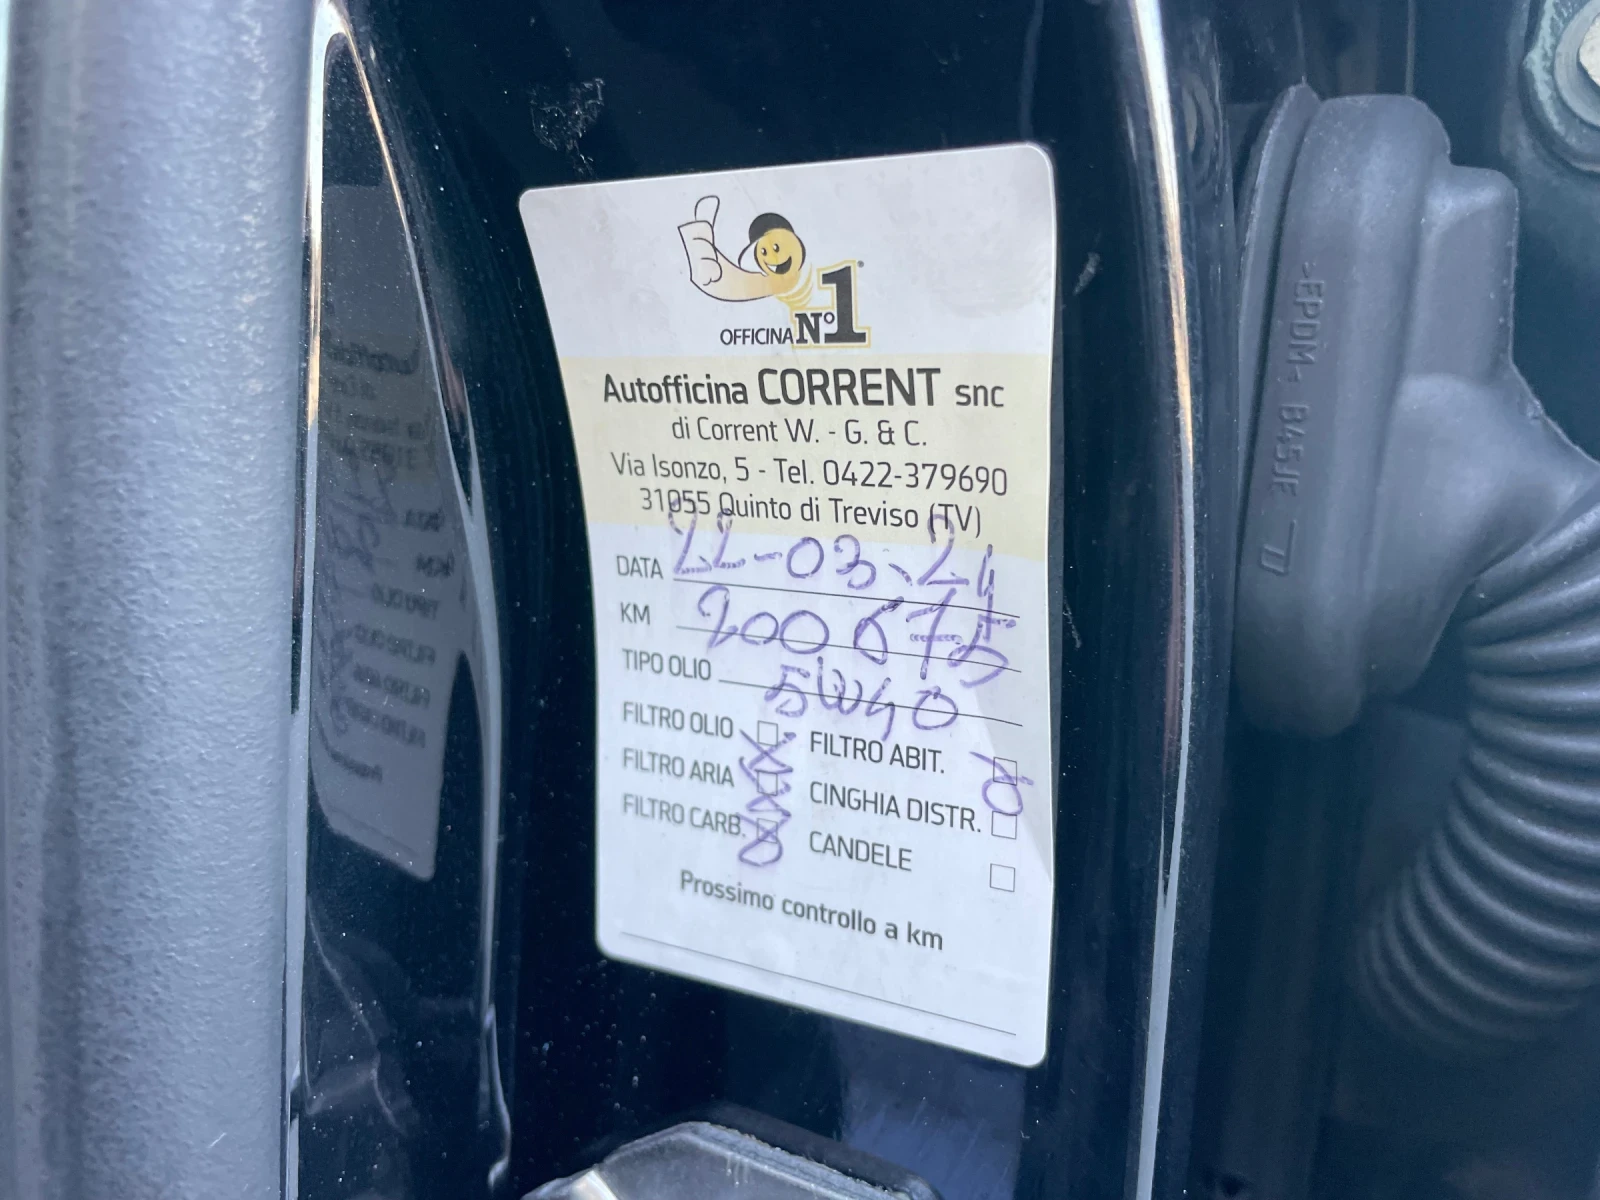 OFFICINA N°1
Autofficina CORRENT snc
di Corrent W. - G. & C.
Via Isonzo, 5 - Tel. 0422-379690
31055 Quinto di Treviso (TV)
DATA 22-03-24
KM 200675
TIPO OLIO 5W40
FILTRO OLIO FILTRO ABIT.
FILTRO ARIA CINGHIA DISTR.
FILTRO CARB. CANDELE
Prossimo controllo a km
>EPDM< B45JF